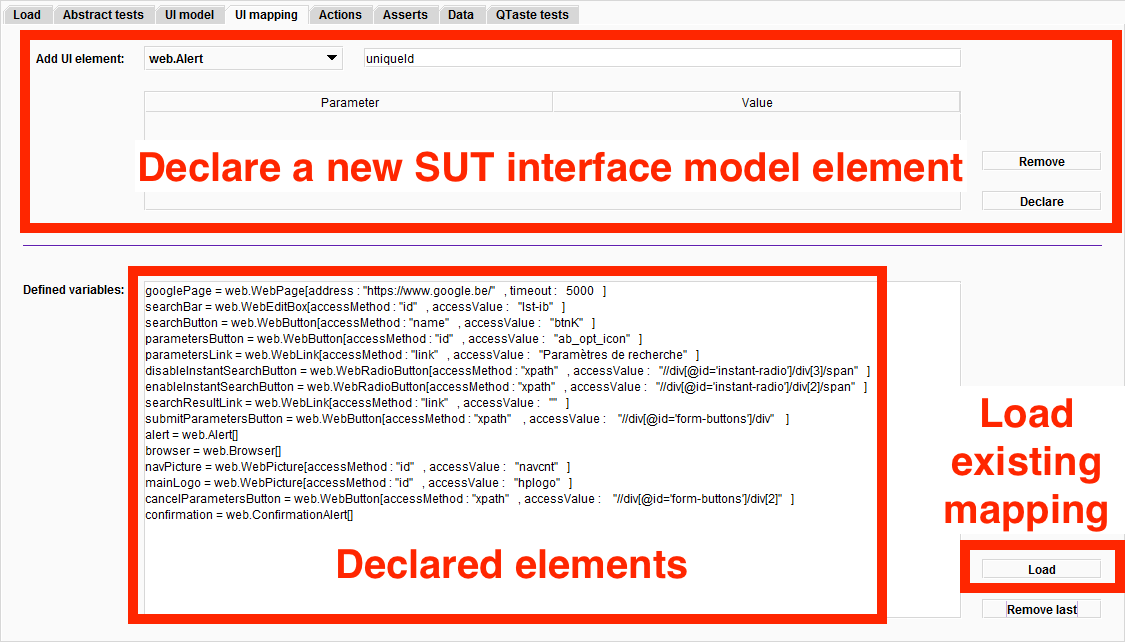 Load Abstract tests UI model UI mapping Actions Asserts Data QTaste tests
Add UI element: web.Alert uniqueId
Parameter Value
Declare a new SUT interface model element
Remove
Declare
Defined variables:
googlePage = web.WebPage[address : "https://www.google.be/" , timeout : 5000 ]
searchBar = web.WebEditBox[accessMethod : "id" , accessValue : "lst-ib" ]
searchButton = web.WebButton[accessMethod : "name" , accessValue : "btnK" ]
parametersButton = web.WebButton[accessMethod : "id" , accessValue : "ab_opt_icon" ]
parametersLink = web.WebLink[accessMethod : "link" , accessValue : "Paramètres de recherche" ]
disableInstantSearchButton = web.WebRadioButton[accessMethod : "xpath" , accessValue : "//div[@id='instant-radio']/div[3]/span" ]
enableInstantSearchButton = web.WebRadioButton[accessMethod : "xpath" , accessValue : "//div[@id='instant-radio']/div[2]/span" ]
searchResultLink = web.WebLink[accessMethod : "link" , accessValue : "" ]
submitParametersButton = web.WebButton[accessMethod : "xpath" , accessValue : "//div[@id='form-buttons']/div" ]
alert = web.Alert[]
browser = web.Browser[]
navPicture = web.WebPicture[accessMethod : "id" , accessValue : "navcnt" ]
mainLogo = web.WebPicture[accessMethod : "id" , accessValue : "hplogo" ]
cancelParametersButton = web.WebButton[accessMethod : "xpath" , accessValue : "//div[@id='form-buttons']/div[2]" ]
confirmation = web.ConfirmationAlert[]
Declared elements
Load
existing
mapping
Load
Remove last